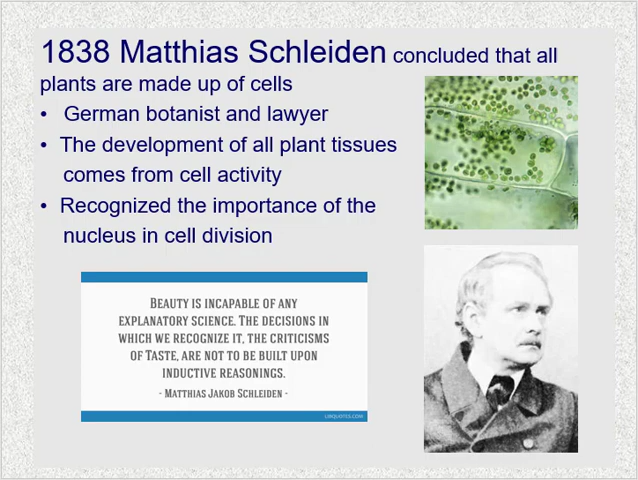 1838 Matthias Schleiden concluded that all
plants are made up of cells
• German botanist and lawyer
• The development of all plant tissues
comes from cell activity
• Recognized the importance of the
nucleus in cell division
Beauty is incapable of any
explanatory science. The decisions in
which we recognize it, the criticisms
of Taste, are not to be built upon
inductive reasonings.
- Matthias Jakob Schleiden -
LIBQUOTES.COM